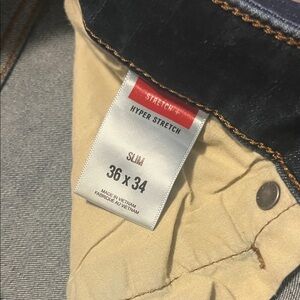 STRETCH +
HYPER STRETCH
SLIM
36 x 34
MADE IN VIETNAM
FABRIQUÉ AU VIETNAM